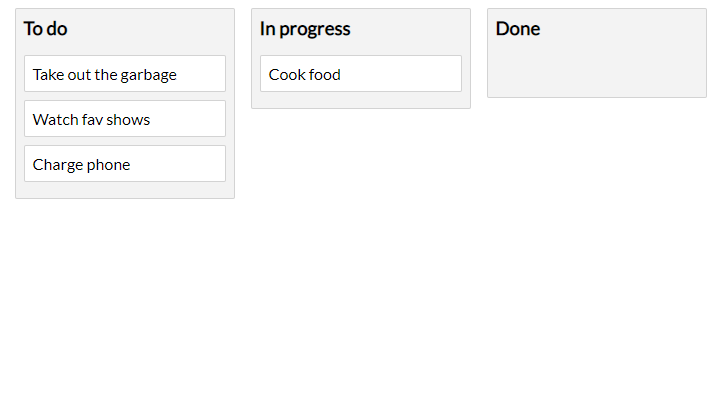 To do
Take out the garbage
Watch fav shows
Charge phone
In progress
Cook food
Done